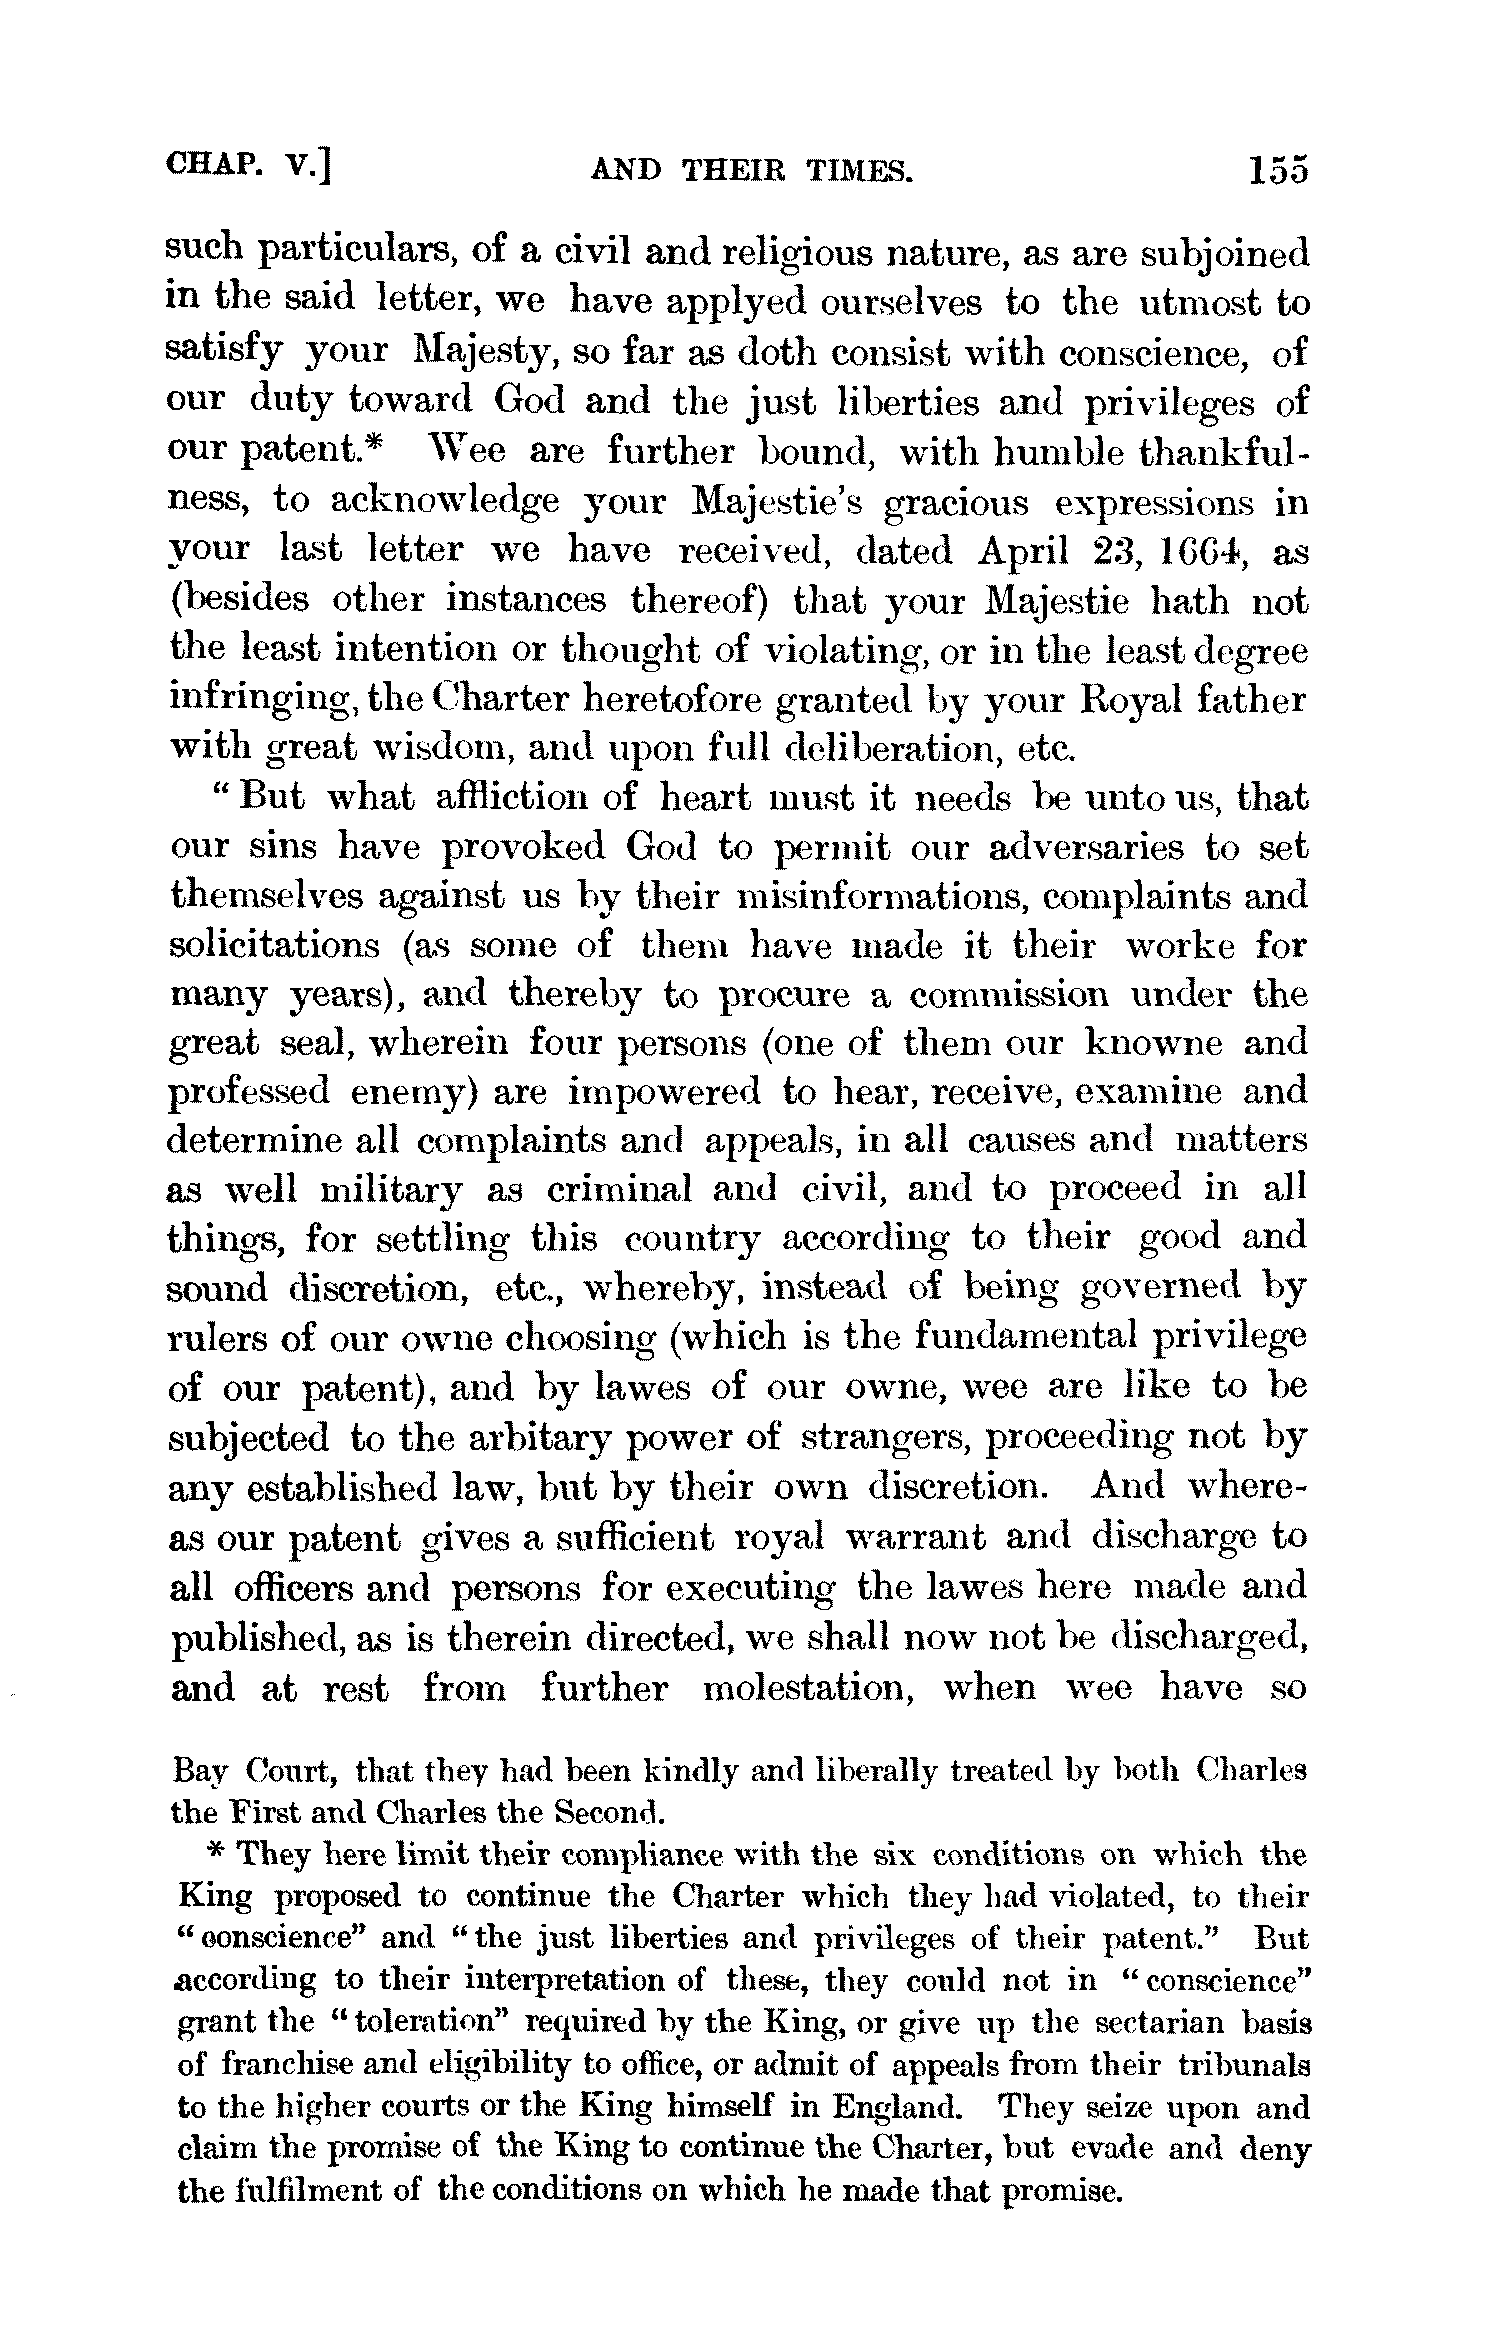 CHAP. V.] AND THEIR TIMES. 155
such particulars, of a civil and religious nature, as are subjoined
in the said letter, we have applyed ourselves to the utmost to
satisfy your Majesty, so far as doth consist with conscience, of
our duty toward God and the just liberties and privileges of
our patent.* Wee are further bound, with humble thankful-
ness, to acknowledge your Majestie's gracious expressions in
your last letter we have received, dated April 23, 1664, as
(besides other instances thereof) that your Majestie hath not
the least intention or thought of violating, or in the least degree
infringing, the Charter heretofore granted by your Royal father
with great wisdom, and upon full deliberation, etc.
" But what affliction of heart must it needs be unto us, that
our sins have provoked God to permit our adversaries to set
themselves against us by their misinformations, complaints and
solicitations (as some of them have made it their worke for
many years), and thereby to procure a commission under the
great seal, wherein four persons (one of them our knowne and
professed enemy) are impowered to hear, receive, examine and
determine all complaints and appeals, in all causes and matters
as well military as criminal and civil, and to proceed in all
things, for settling this country according to their good and
sound discretion, etc., whereby, instead of being governed by
rulers of our owne choosing (which is the fundamental privilege
of our patent), and by lawes of our owne, wee are like to be
subjected to the arbitary power of strangers, proceeding not by
any established law, but by their own discretion. And where-
as our patent gives a sufficient royal warrant and discharge to
all officers and persons for executing the lawes here made and
published, as is therein directed, we shall now not be discharged,
and at rest from further molestation, when wee have so
Bay Court, that they had been kindly and liberally treated by both Charles
the First and Charles the Second.
* They here limit their compliance with the six conditions on which the
King proposed to continue the Charter which they had violated, to their
" conscience" and " the just liberties and privileges of their patent." But
according to their interpretation of these, they could not in " conscience"
grant the " toleration" required by the King, or give up the sectarian basis
of franchise and eligibility to office, or admit of appeals from their tribunals
to the higher courts or the King himself in England. They seize upon and
claim the promise of the King to continue the Charter, but evade and deny
the fulfilment of the conditions on which he made that promise.